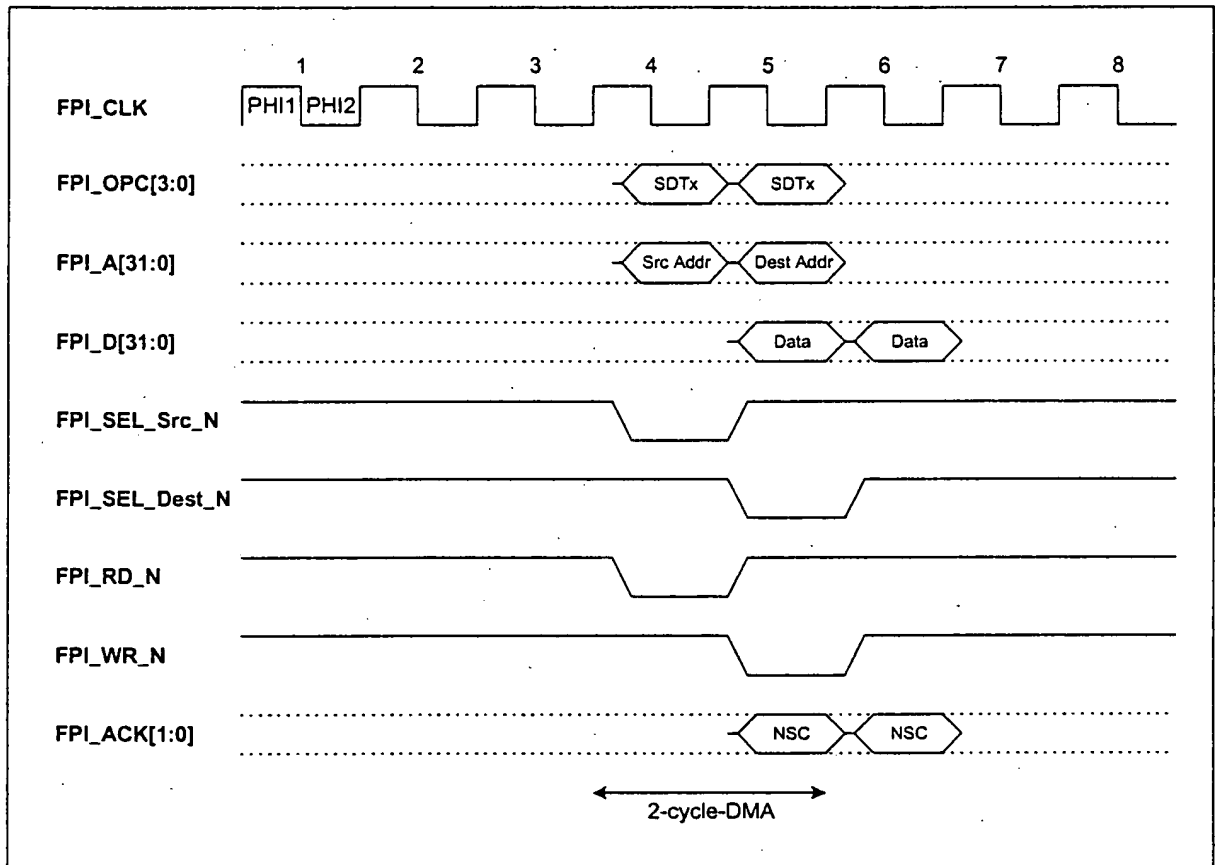 1 2 3 4 5 6 7 8
FPI_CLK PHI1 PHI2
FPI_OPC[3:0] SDTx SDTx
FPI_A[31:0] Src Addr Dest Addr
FPI_D[31:0] Data Data
FPI_SEL_Src_N
FPI_SEL_Dest_N
FPI_RD_N
FPI_WR_N
FPI_ACK[1:0] NSC NSC
2-cycle-DMA